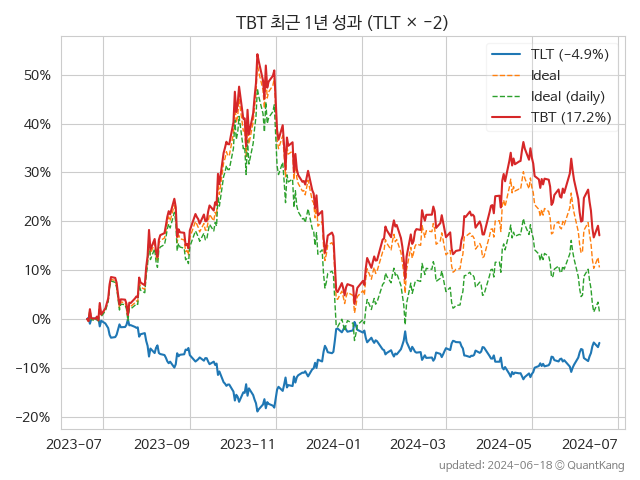 TBT 최근 1년 성과 (TLT × −2)
TLT (−4.9%)
Ideal
Ideal (daily)
TBT (17.2%)
50%
40%
30%
20%
10%
0%
−10%
−20%
2023-07 2023-09 2023-11 2024-01 2024-03 2024-05 2024-07
updated: 2024-06-18 © QuantKang